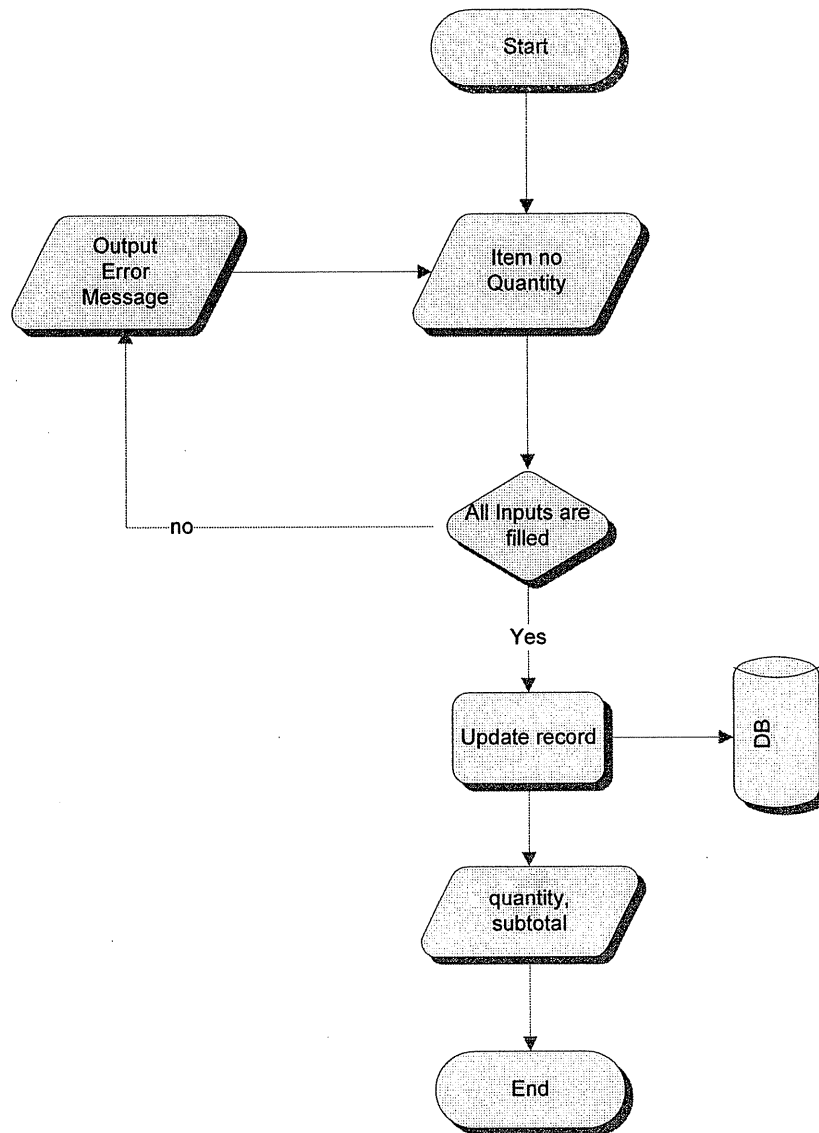 Start
Output
Error
Message
Item no
Quantity
All Inputs are
filled
no
Yes
Update record
DB
quantity,
subtotal
End